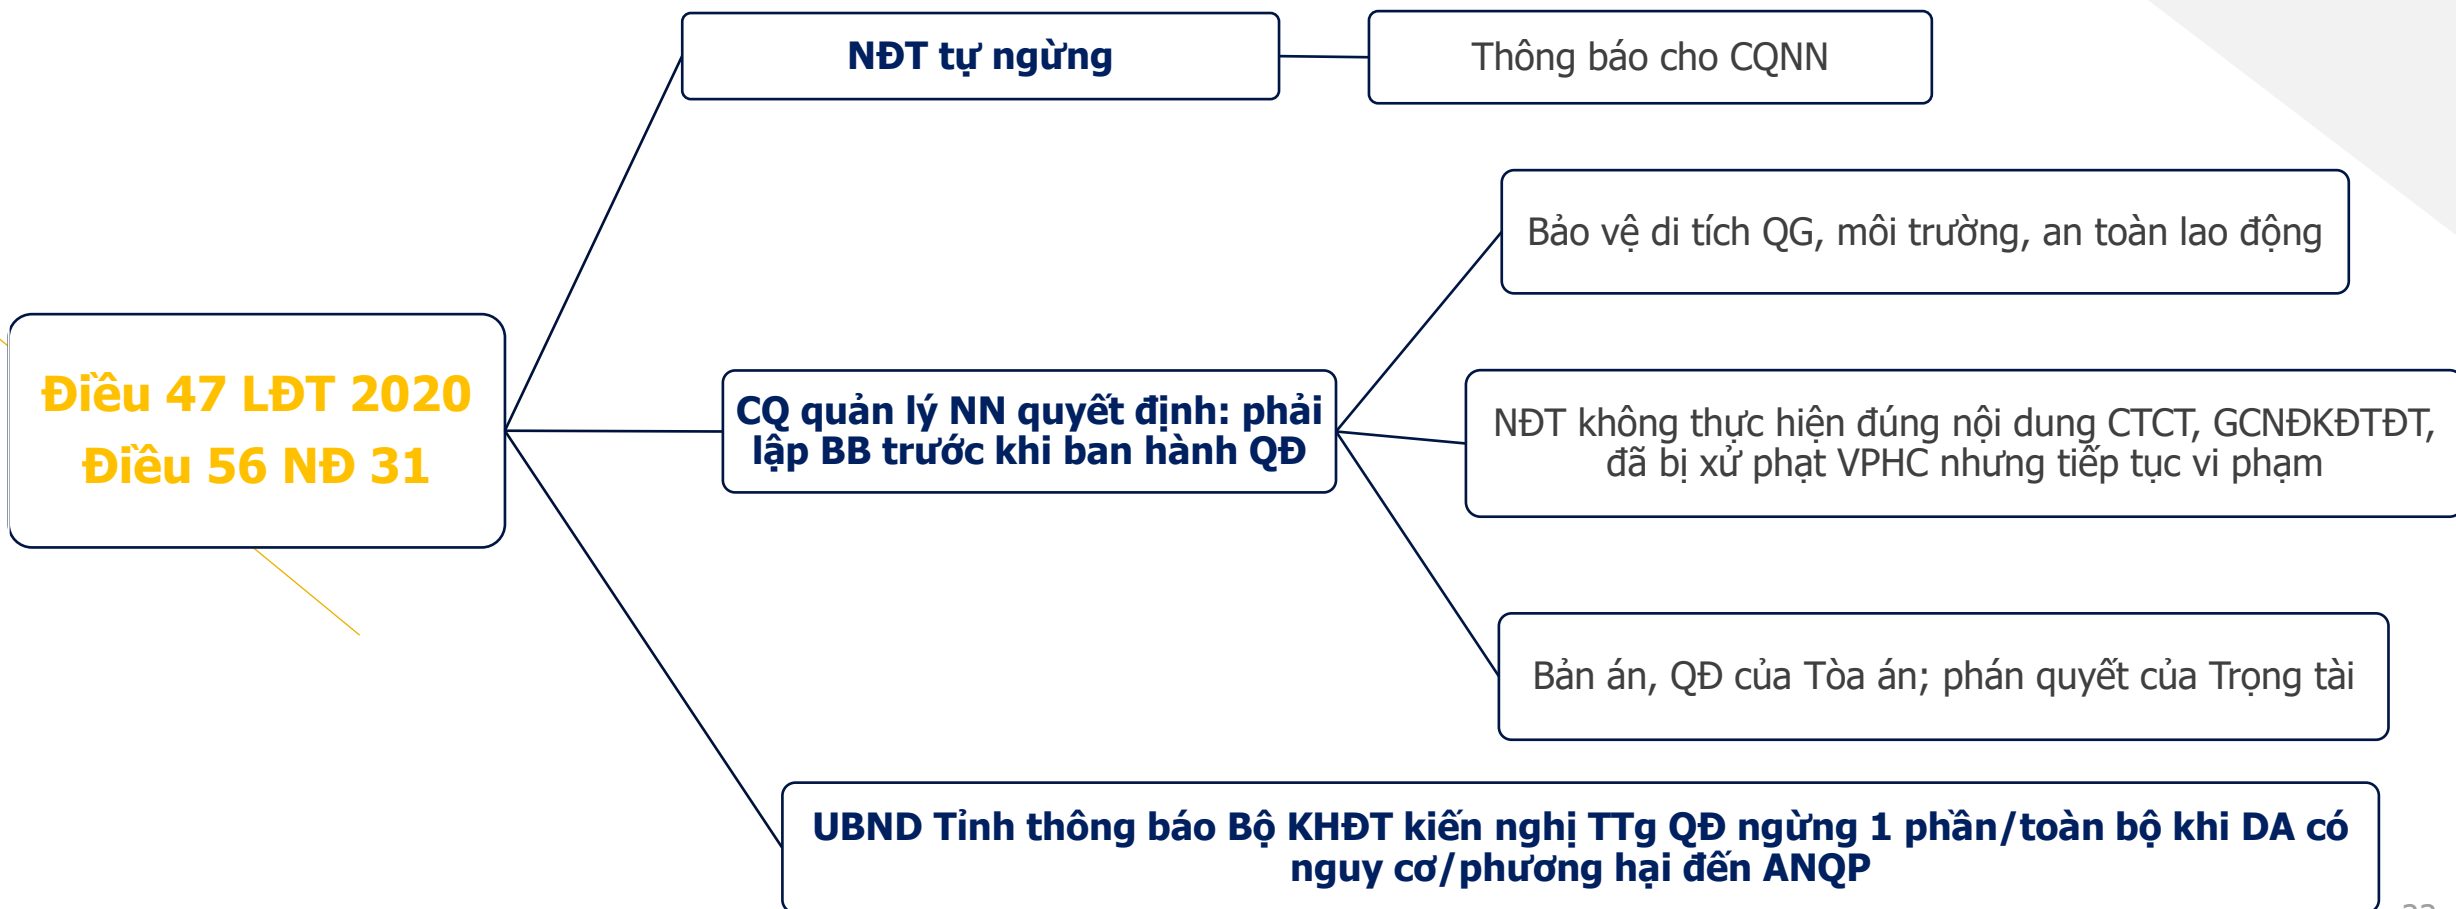 NĐT tự ngừng
Thông báo cho CQNN
Bảo vệ di tích QG, môi trường, an toàn lao động
Điều 47 LĐT 2020
Điều 56 NĐ 31
CQ quản lý NN quyết định: phải
lập BB trước khi ban hành QĐ
NĐT không thực hiện đúng nội dung CTCT, GCNĐKĐTĐT,
đã bị xử phạt VPHC nhưng tiếp tục vi phạm
Bản án, QĐ của Tòa án; phán quyết của Trọng tài
UBND Tỉnh thông báo Bộ KHĐT kiến nghị TTg QĐ ngừng 1 phần/toàn bộ khi DA có
nguy cơ/phương hại đến ANQP